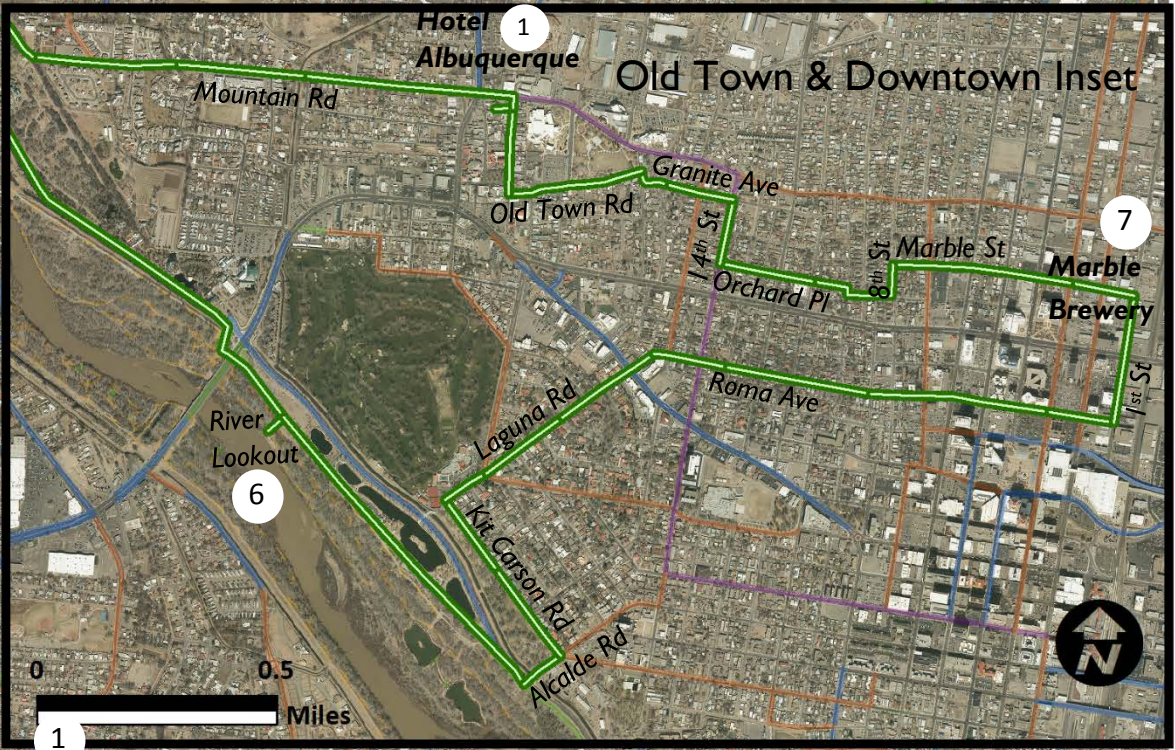 Hotel
Albuquerque
1
Old Town & Downtown Inset
Mountain Rd
Granite Ave
Old Town Rd
14th St
7
8th St
Marble St
Marble
Brewery
Orchard Pl
1st St
Roma Ave
Laguna Rd
River
Lookout
6
Kit Carson Rd
Alcalde Rd
N
0
0.5
Miles
1